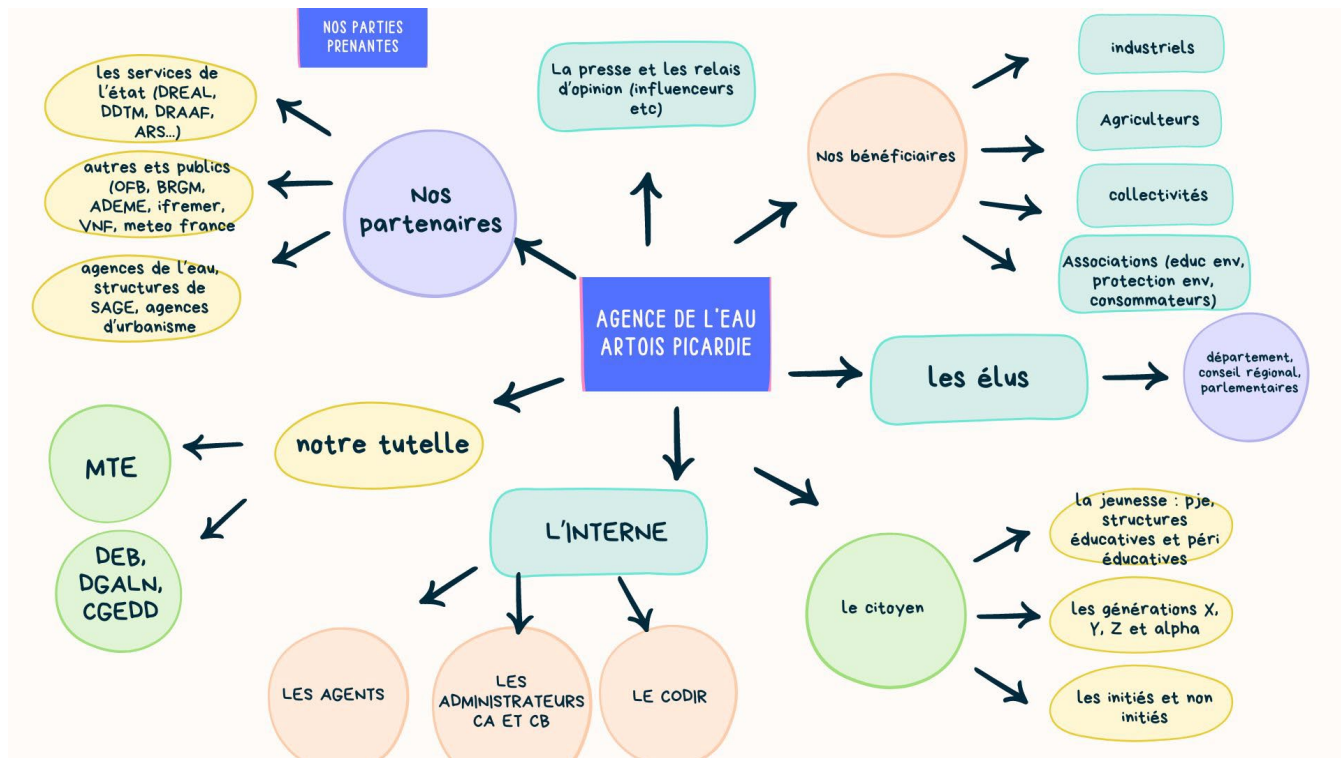 NOS PARTIES
PRENANTES
les services de
l'état (DREAL,
DDTM, DRAAF,
ARS...)
autres ets publics
(OFB, BRGM,
ADEME, ifremer,
VNF, meteo france
agences de l'eau,
structures de
SAGE, agences
d'urbanisme
Nos
partenaires
La presse et les relais
d'opinion (influenceurs
etc)
Nos bénéficiaires
industriels
Agriculteurs
collectivités
Associations (educ env,
protection env,
consommateurs)
AGENCE DE L'EAU
ARTOIS PICARDIE
les élus
département,
conseil régional,
parlementaires
notre tutelle
MTE
DEB,
DGALN,
CGEDD
L'INTERNE
LES AGENTS
LES
ADMINISTRATEURS
CA ET CB
LE CODIR
le citoyen
la jeunesse : pje,
structures
éducatives et péri
éducatives
les générations X,
Y, Z et alpha
les initiés et non
initiés